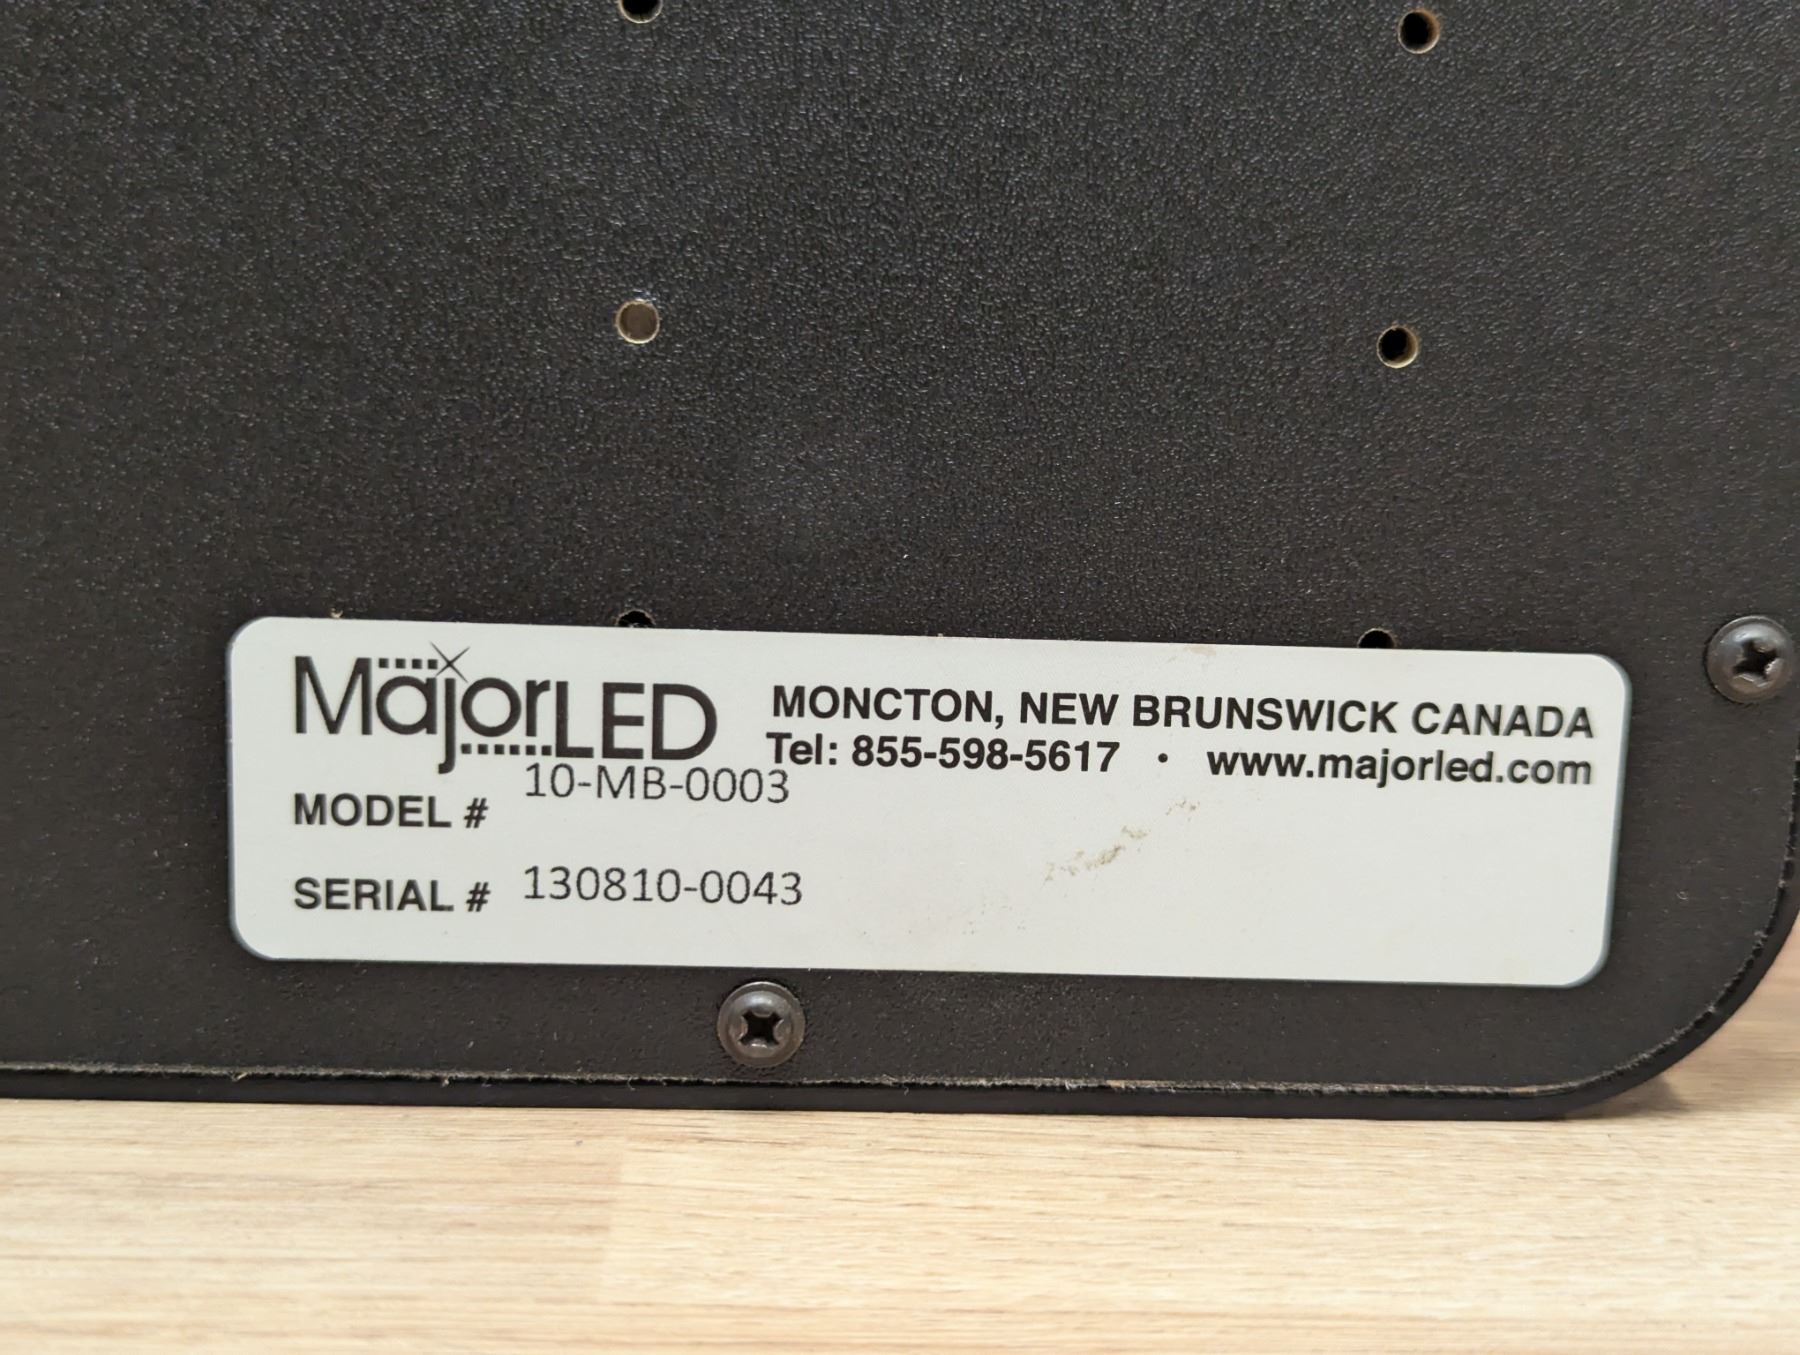 MajorLED
MONCTON, NEW BRUNSWICK CANADA
Tel: 855-598-5617 • www.majorled.com
MODEL # 10-MB-0003
SERIAL # 130810-0043